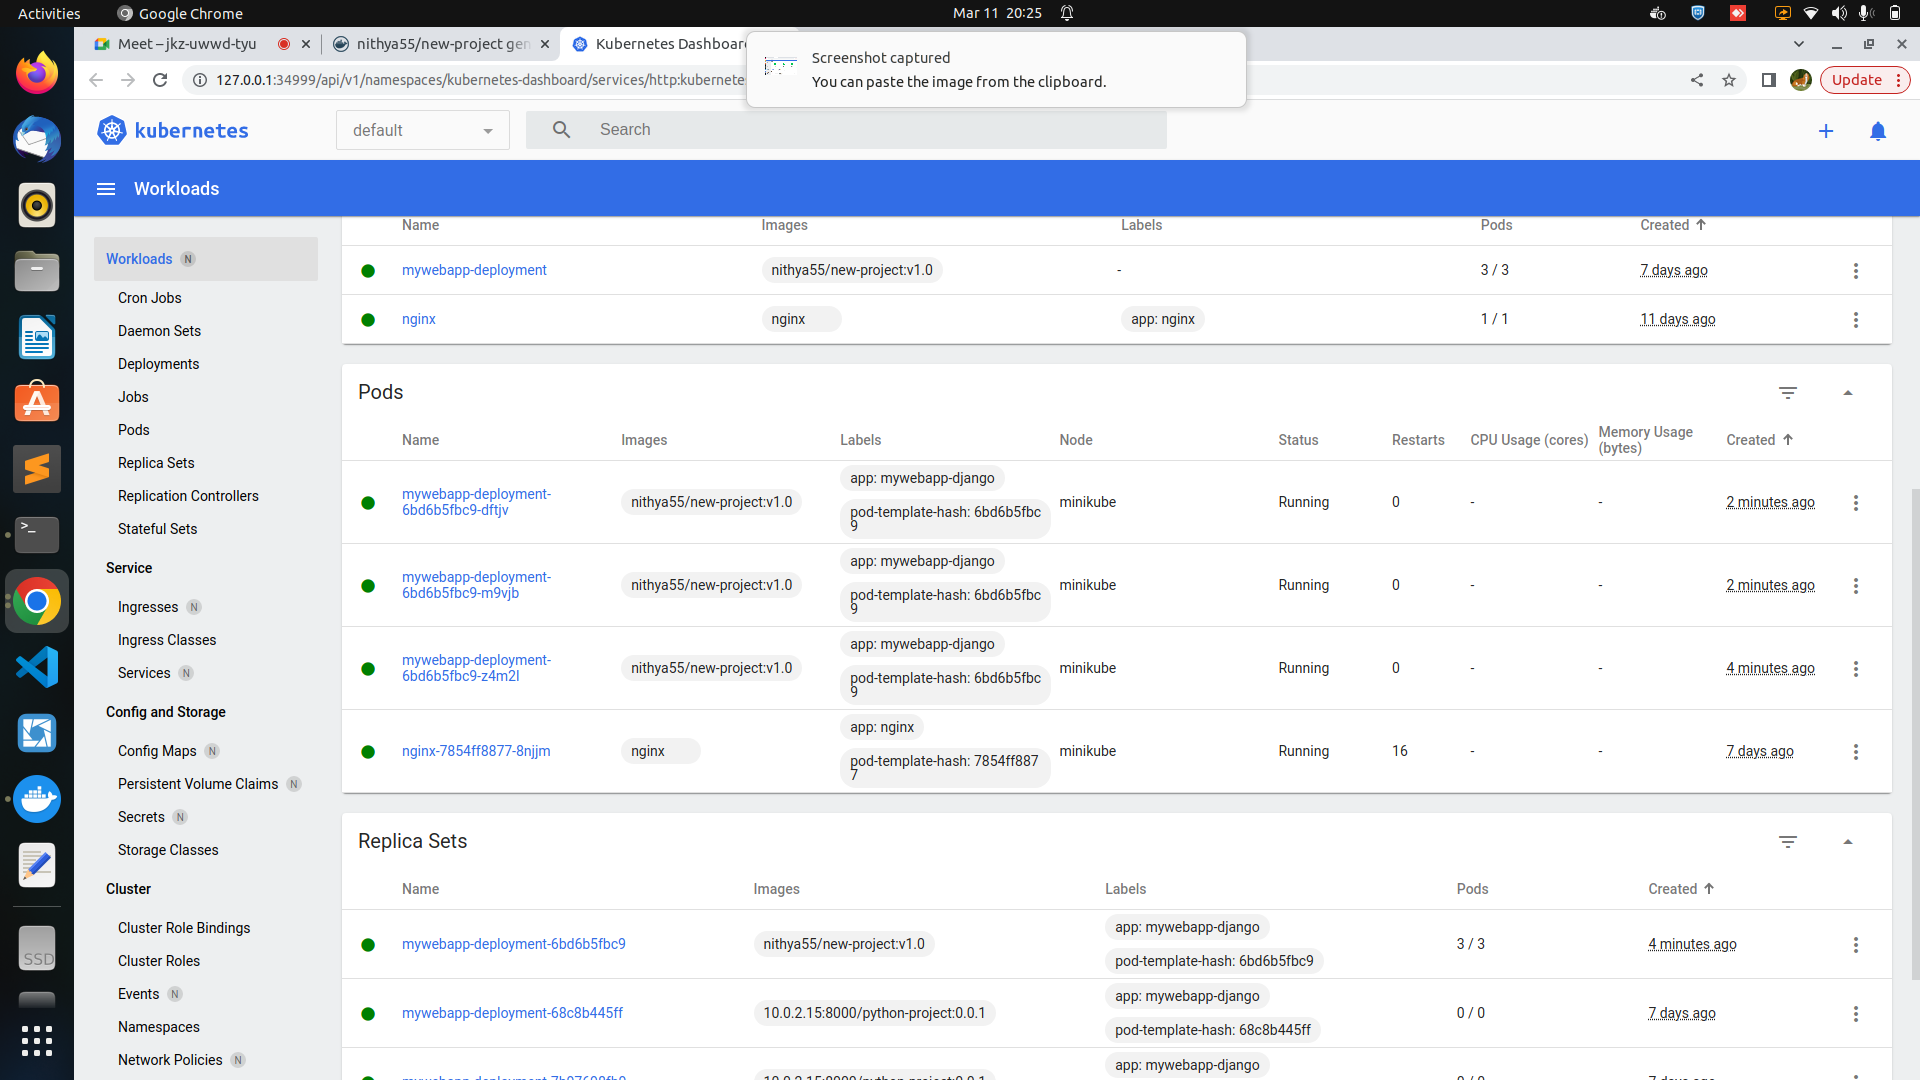 Activities
Google Chrome
Mar 11 20:25
Meet – jkz-uwwd-tyu
nithya55/new-project gen
Kubernetes Dashboard
Screenshot captured
You can paste the image from the clipboard.
127.0.0.1:34999/api/v1/namespaces/kubernetes-dashboard/services/http:kubernete
Update
kubernetes
default
Search
Workloads
Workloads N
Cron Jobs
Daemon Sets
Deployments
Jobs
Pods
Replica Sets
Replication Controllers
Stateful Sets
Service
Ingresses N
Ingress Classes
Services N
Config and Storage
Config Maps N
Persistent Volume Claims N
Secrets N
Storage Classes
Cluster
Cluster Role Bindings
Cluster Roles
Events N
Namespaces
Network Policies N
SSD
Name Images Labels Pods Created
mywebapp-deployment nithya55/new-project:v1.0 - 3 / 3 7 days ago
nginx nginx app: nginx 1 / 1 11 days ago
Pods
Name Images Labels Node Status Restarts CPU Usage (cores) Memory Usage (bytes) Created
mywebapp-deployment-6bd6b5fbc9-dftjv nithya55/new-project:v1.0 app: mywebapp-django pod-template-hash: 6bd6b5fbc9 minikube Running 0 - - 2 minutes ago
mywebapp-deployment-6bd6b5fbc9-m9vjb nithya55/new-project:v1.0 app: mywebapp-django pod-template-hash: 6bd6b5fbc9 minikube Running 0 - - 2 minutes ago
mywebapp-deployment-6bd6b5fbc9-z4m2l nithya55/new-project:v1.0 app: mywebapp-django pod-template-hash: 6bd6b5fbc9 minikube Running 0 - - 4 minutes ago
nginx-7854ff8877-8njjm nginx app: nginx pod-template-hash: 7854ff8877 minikube Running 16 - - 7 days ago
Replica Sets
Name Images Labels Pods Created
mywebapp-deployment-6bd6b5fbc9 nithya55/new-project:v1.0 app: mywebapp-django pod-template-hash: 6bd6b5fbc9 3 / 3 4 minutes ago
mywebapp-deployment-68c8b445ff 10.0.2.15:8000/python-project:0.0.1 app: mywebapp-django pod-template-hash: 68c8b445ff 0 / 0 7 days ago
app: mywebapp-django